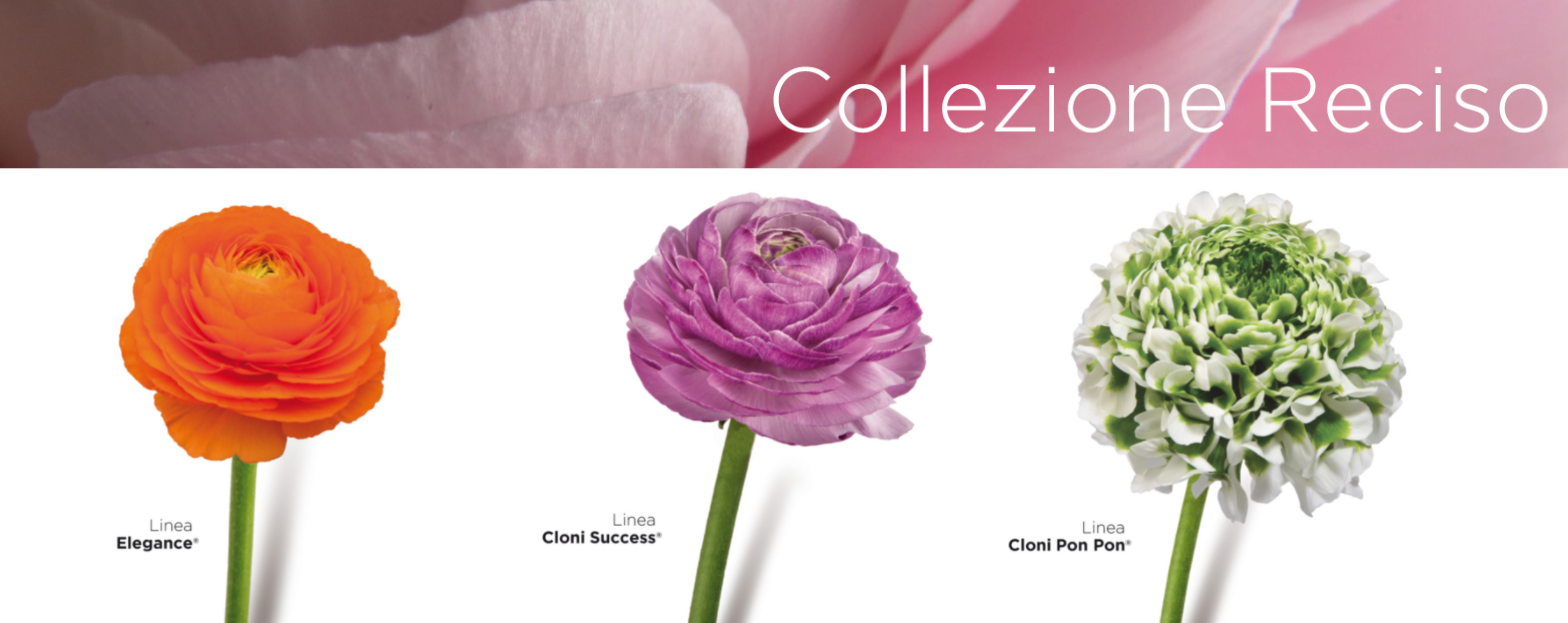 Collezione Reciso
Linea
Elegance®
Linea
Cloni Success®
Linea
Cloni Pon Pon®